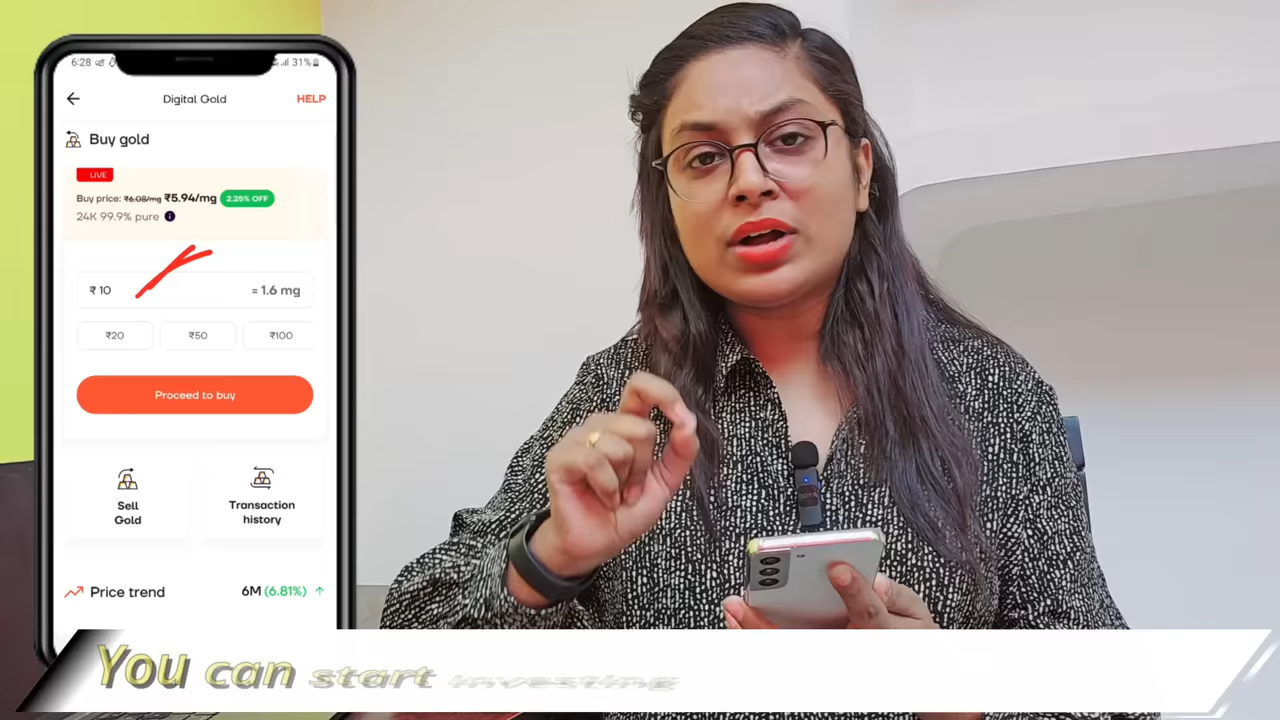 6:28 31%
Digital Gold HELP
Buy gold
LIVE
Buy price: ₹6.08/mg ₹5.94/mg 2.25% OFF
24K 99.9% pure
₹ 10 = 1.6 mg
₹20 ₹50 ₹100
Proceed to buy
Sell Gold
Transaction history
Price trend 6M (6.81%) ↑
You can start investing